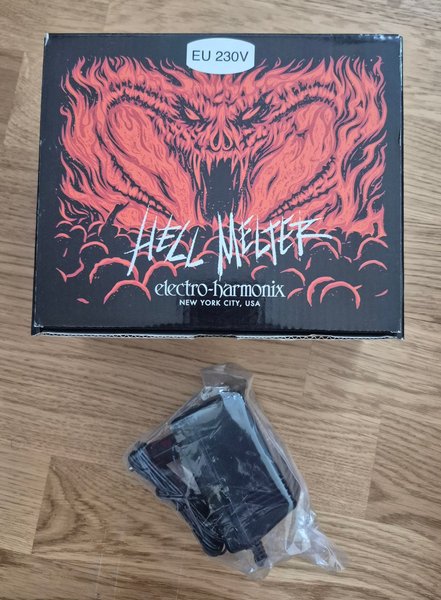 EU 230V
HELL MELTER
electro-harmonix
NEW YORK CITY, USA